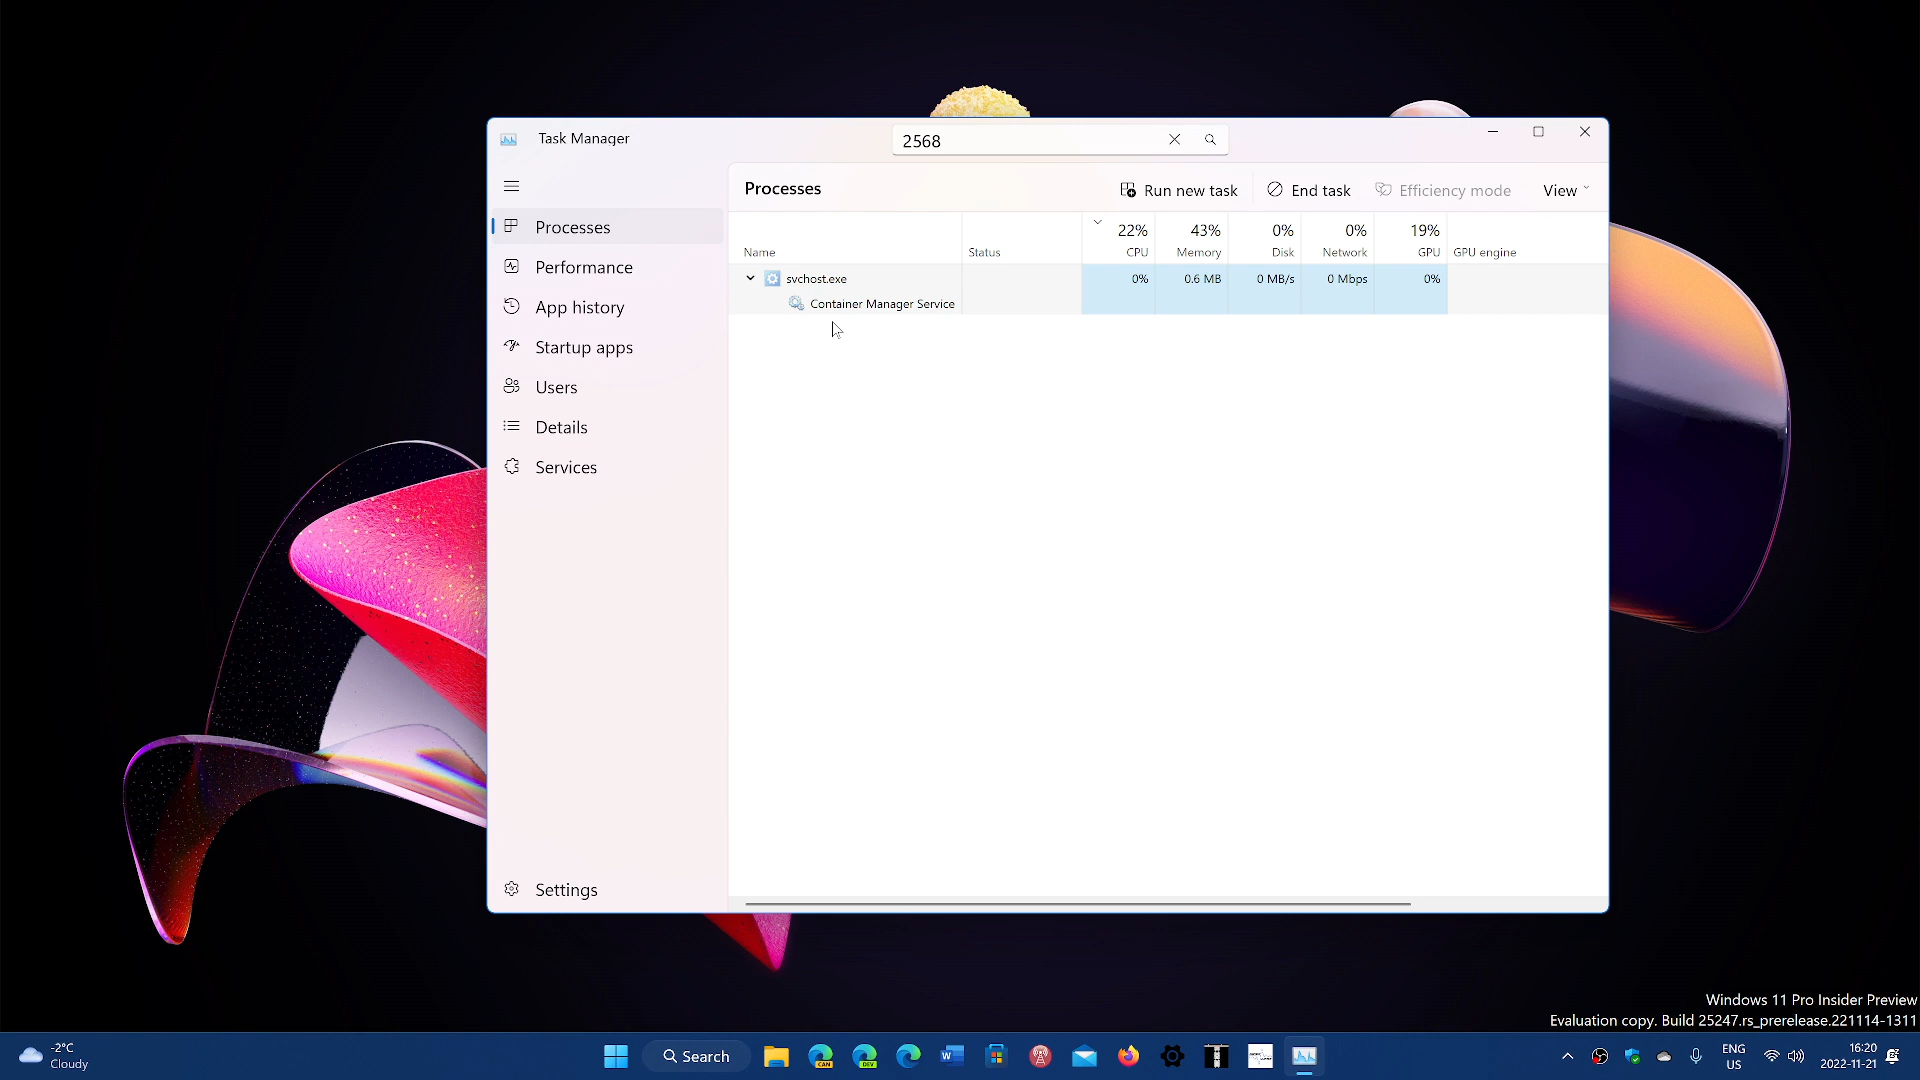 Task Manager
2568
Processes
Run new task
End task
Efficiency mode
View
Processes
Performance
App history
Startup apps
Users
Details
Services
Settings
22% 43% 0% 0% 19%
Name Status CPU Memory Disk Network GPU GPU engine
svchost.exe 0% 0.6 MB 0 MB/s 0 Mbps 0%
Container Manager Service
Windows 11 Pro Insider Preview
Evaluation copy. Build 25247.rs_prerelease.221114-1311
-2°C
Cloudy
Search
CAN
DEV
ENG
US
16:20
2022-11-21